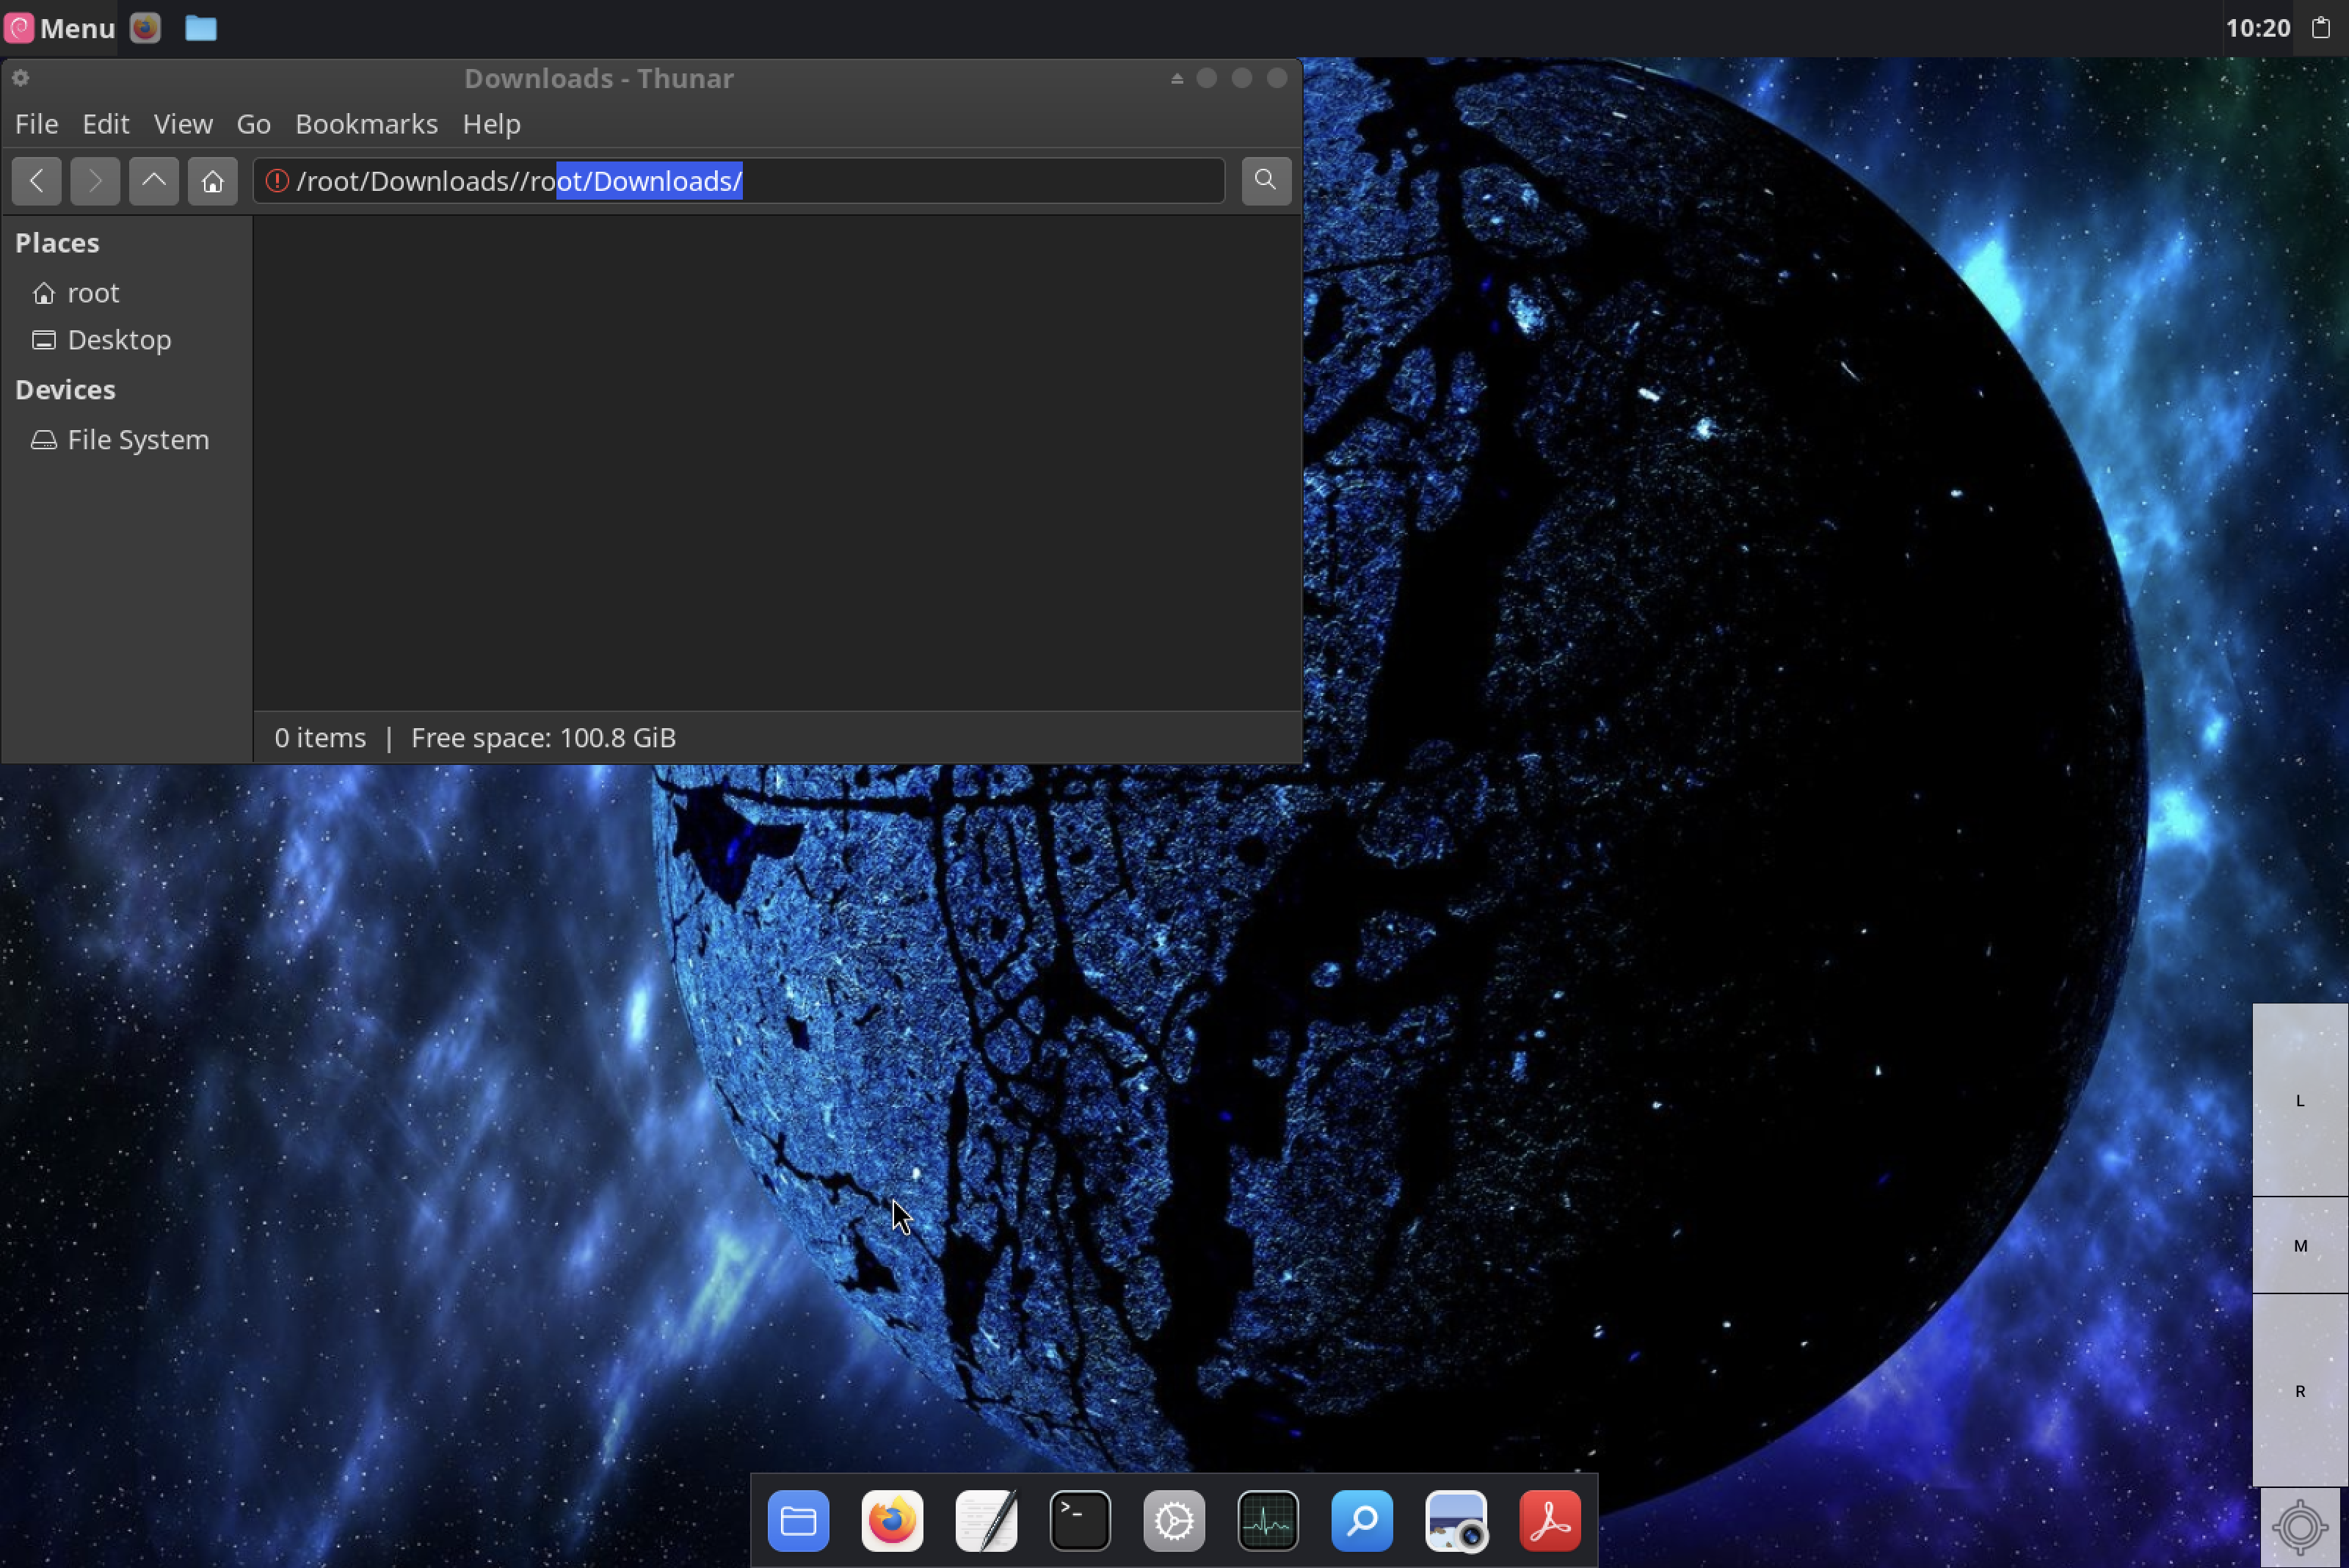 Menu
10:20
Downloads - Thunar
File Edit View Go Bookmarks Help
/root/Downloads//root/Downloads/
Places
root
Desktop
Devices
File System
0 items | Free space: 100.8 GiB
L
M
R
>_